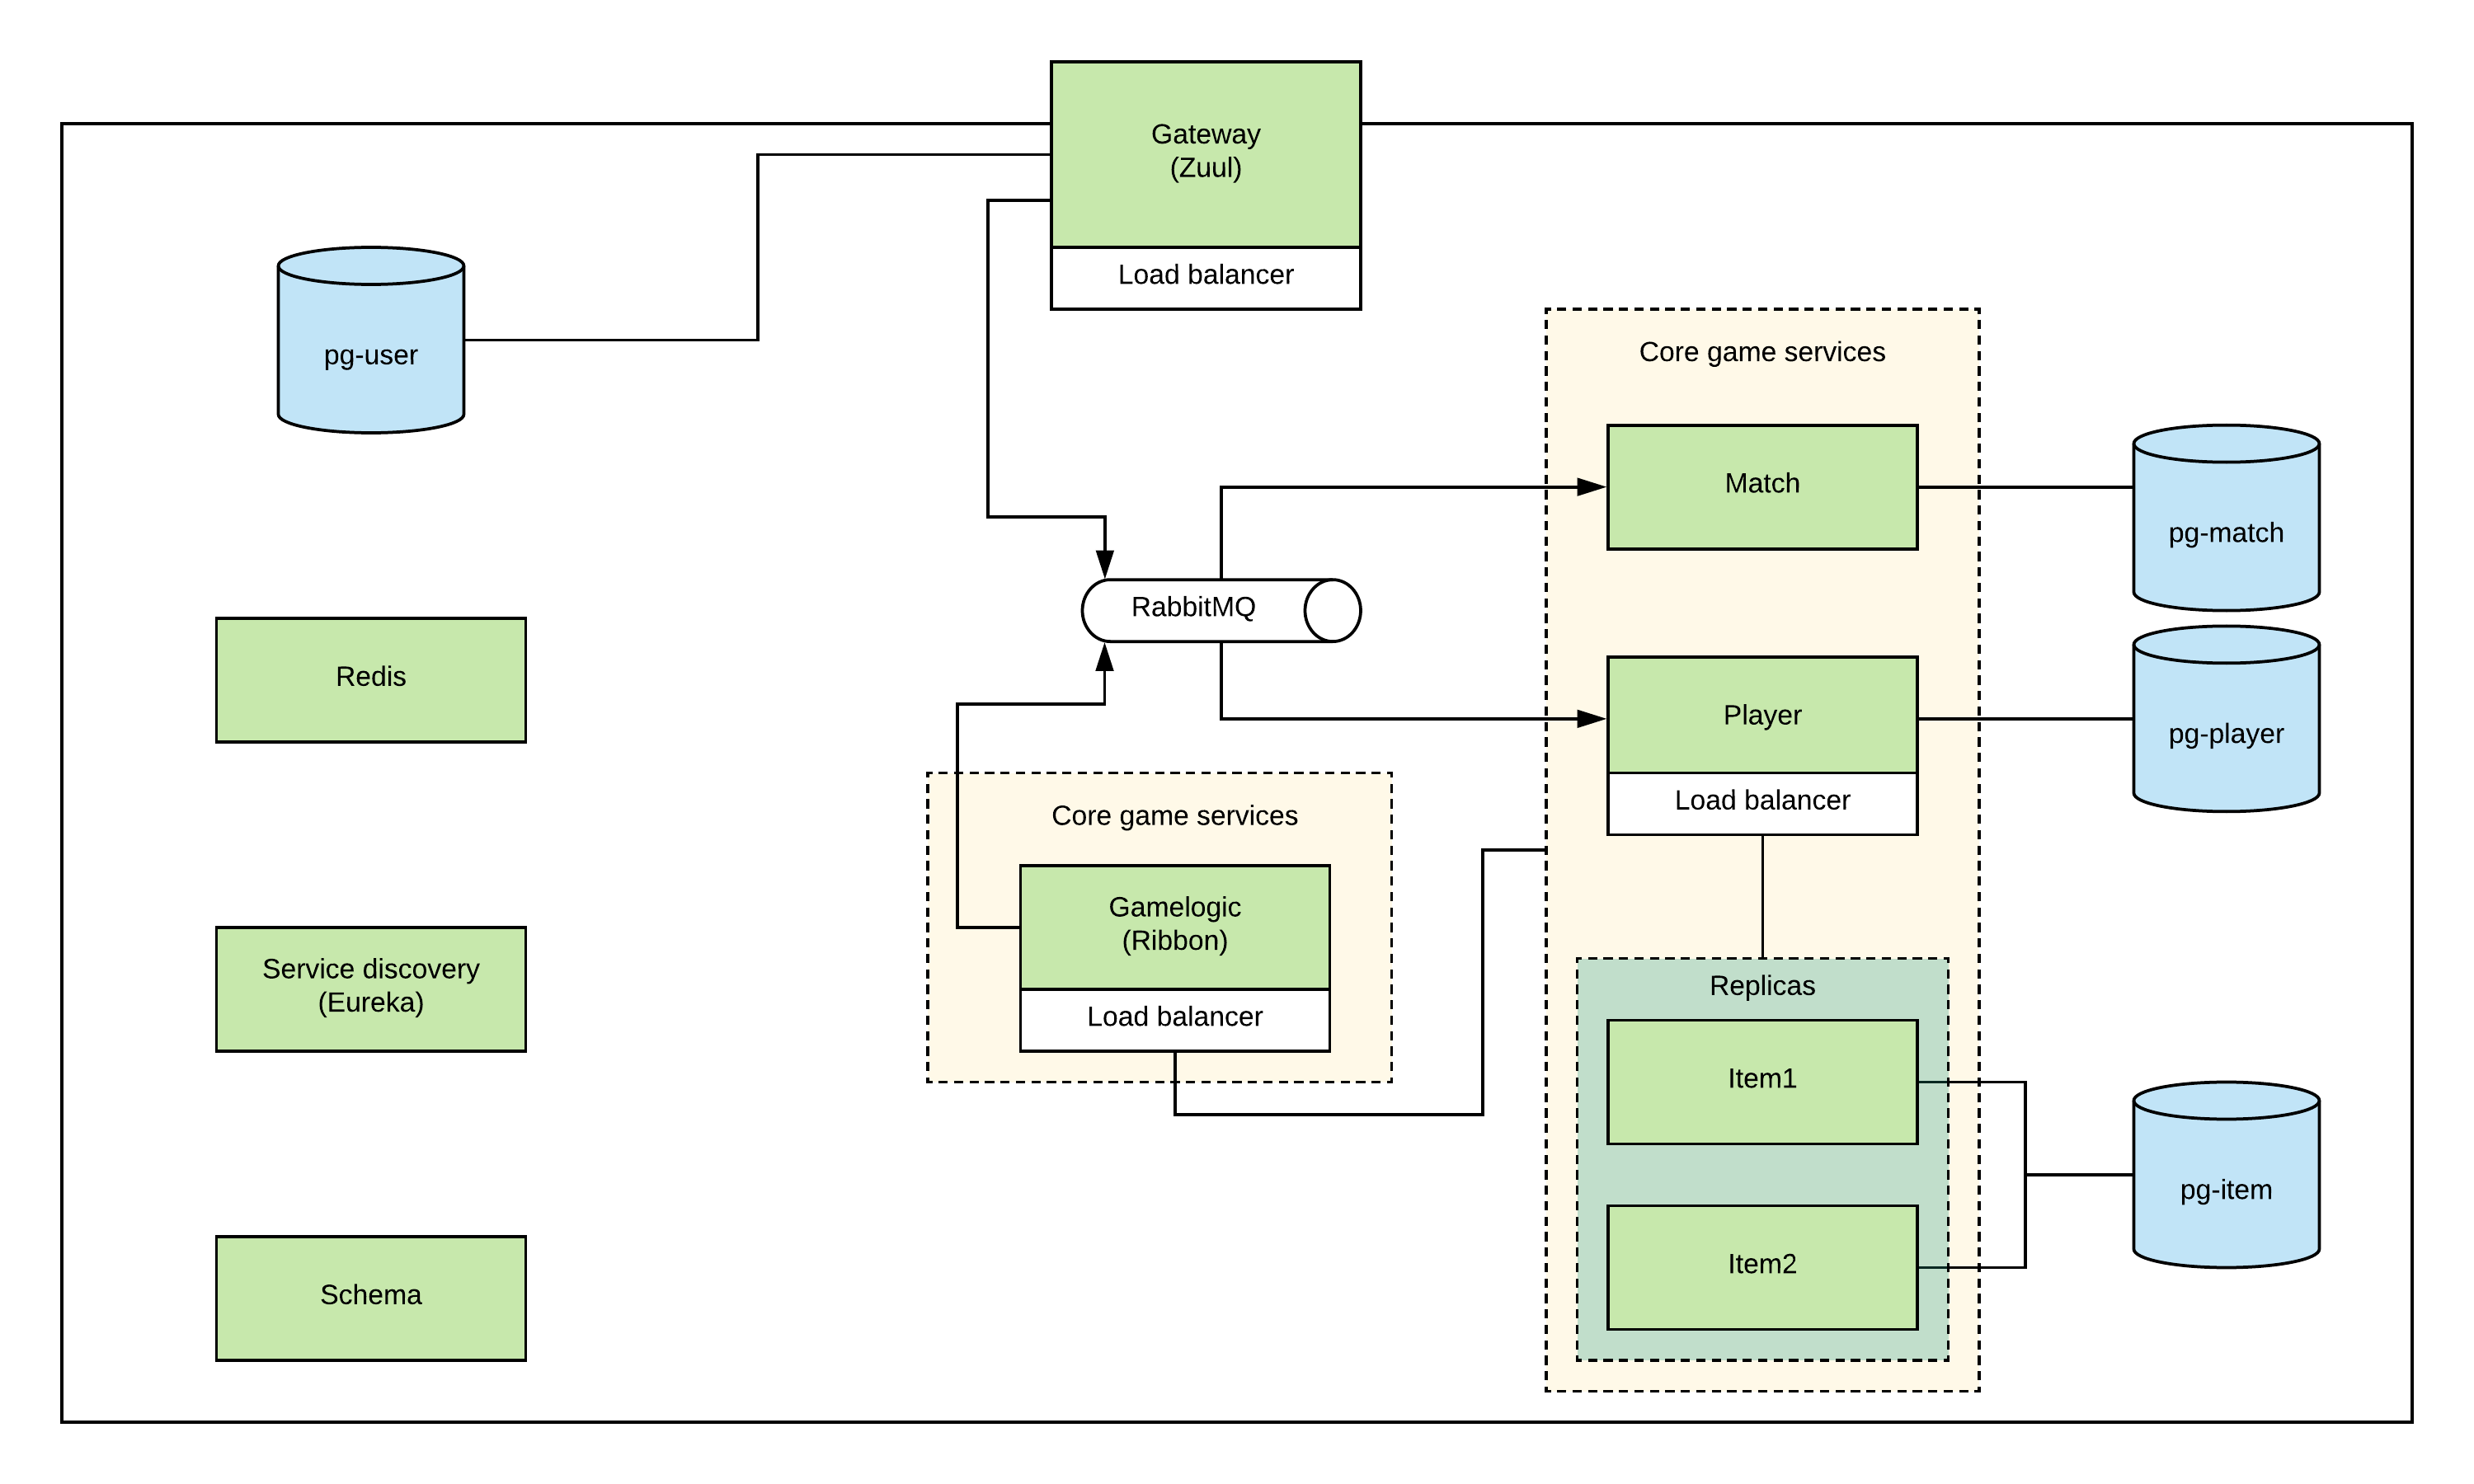 Gateway
(Zuul)
Load balancer
pg-user
Core game services
Match
pg-match
RabbitMQ
Redis
Player
Load balancer
pg-player
Core game services
Gamelogic
(Ribbon)
Load balancer
Service discovery
(Eureka)
Replicas
Item1
Item2
pg-item
Schema